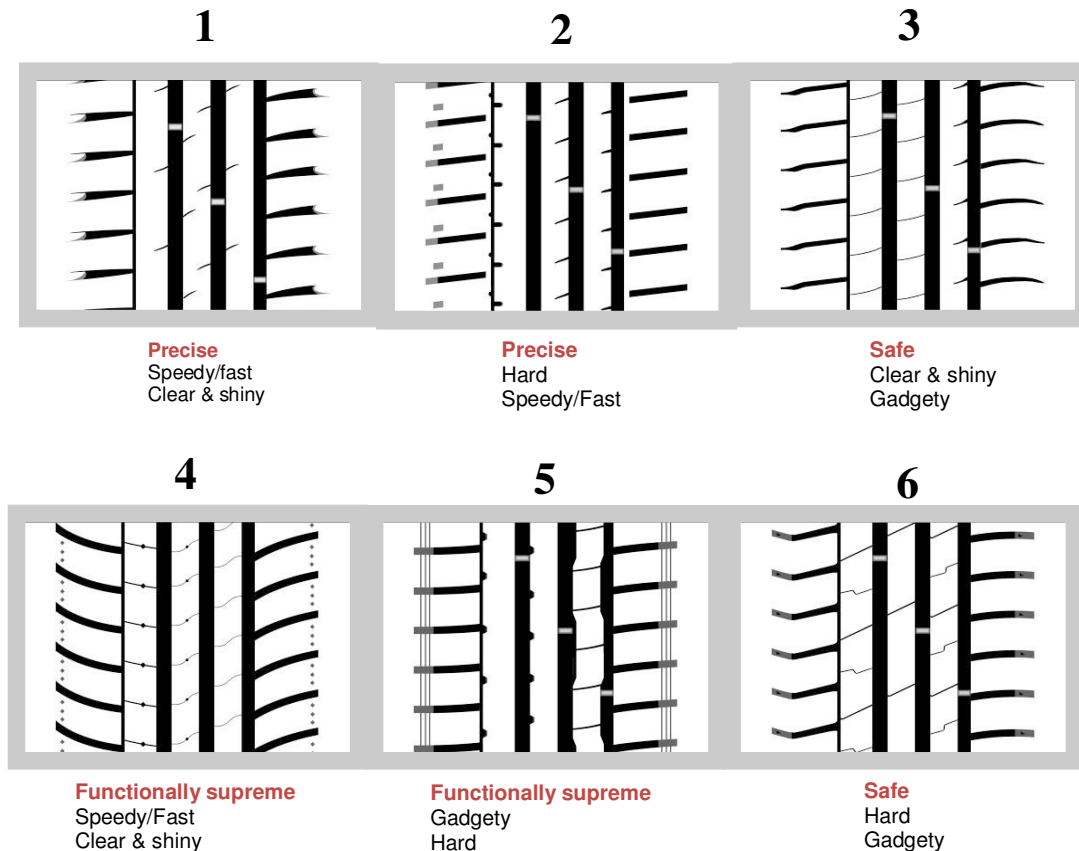 1
2
3
Precise
Speedy/fast
Clear & shiny
Precise
Hard
Speedy/Fast
Safe
Clear & shiny
Gadgety
4
5
6
Functionally supreme
Speedy/Fast
Clear & shiny
Functionally supreme
Gadgety
Hard
Safe
Hard
Gadgety